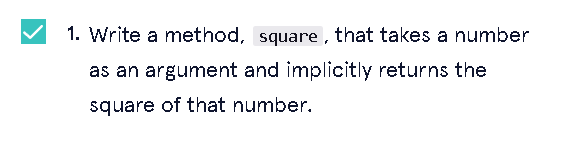 1. Write a method, square, that takes a number
as an argument and implicitly returns the
square of that number.